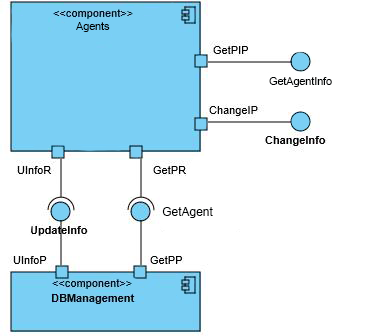 <<component>>
Agents
GetPIP
GetAgentInfo
ChangeIP
ChangeInfo
UInfoR
GetPR
UpdateInfo
GetAgent
UInfoP
GetPP
<<component>>
DBManagement